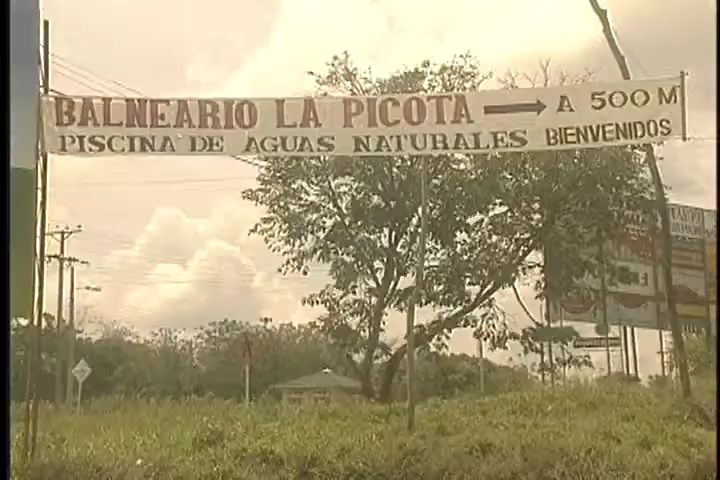 BALNEARIO LA PICOTA → A 500 M
PISCINA DE AGUAS NATURALES BIENVENIDOS